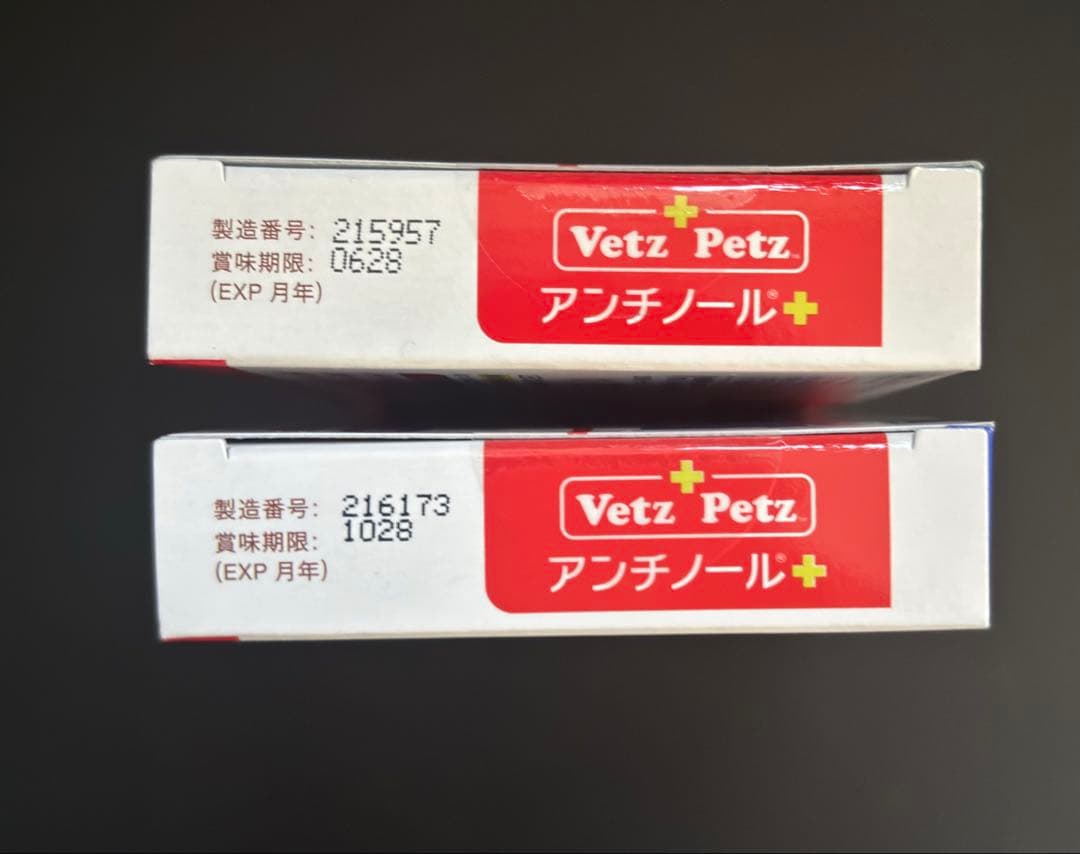 製造番号: 215957
賞味期限: 0628
(EXP 月年)
Vetz Petz™
アンチノール®+
製造番号: 216173
賞味期限: 1028
(EXP 月年)
Vetz Petz™
アンチノール®+